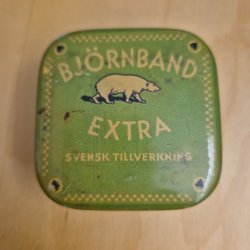 BJÖRNBAND
EXTRA
SVENSK TILLVERKNING